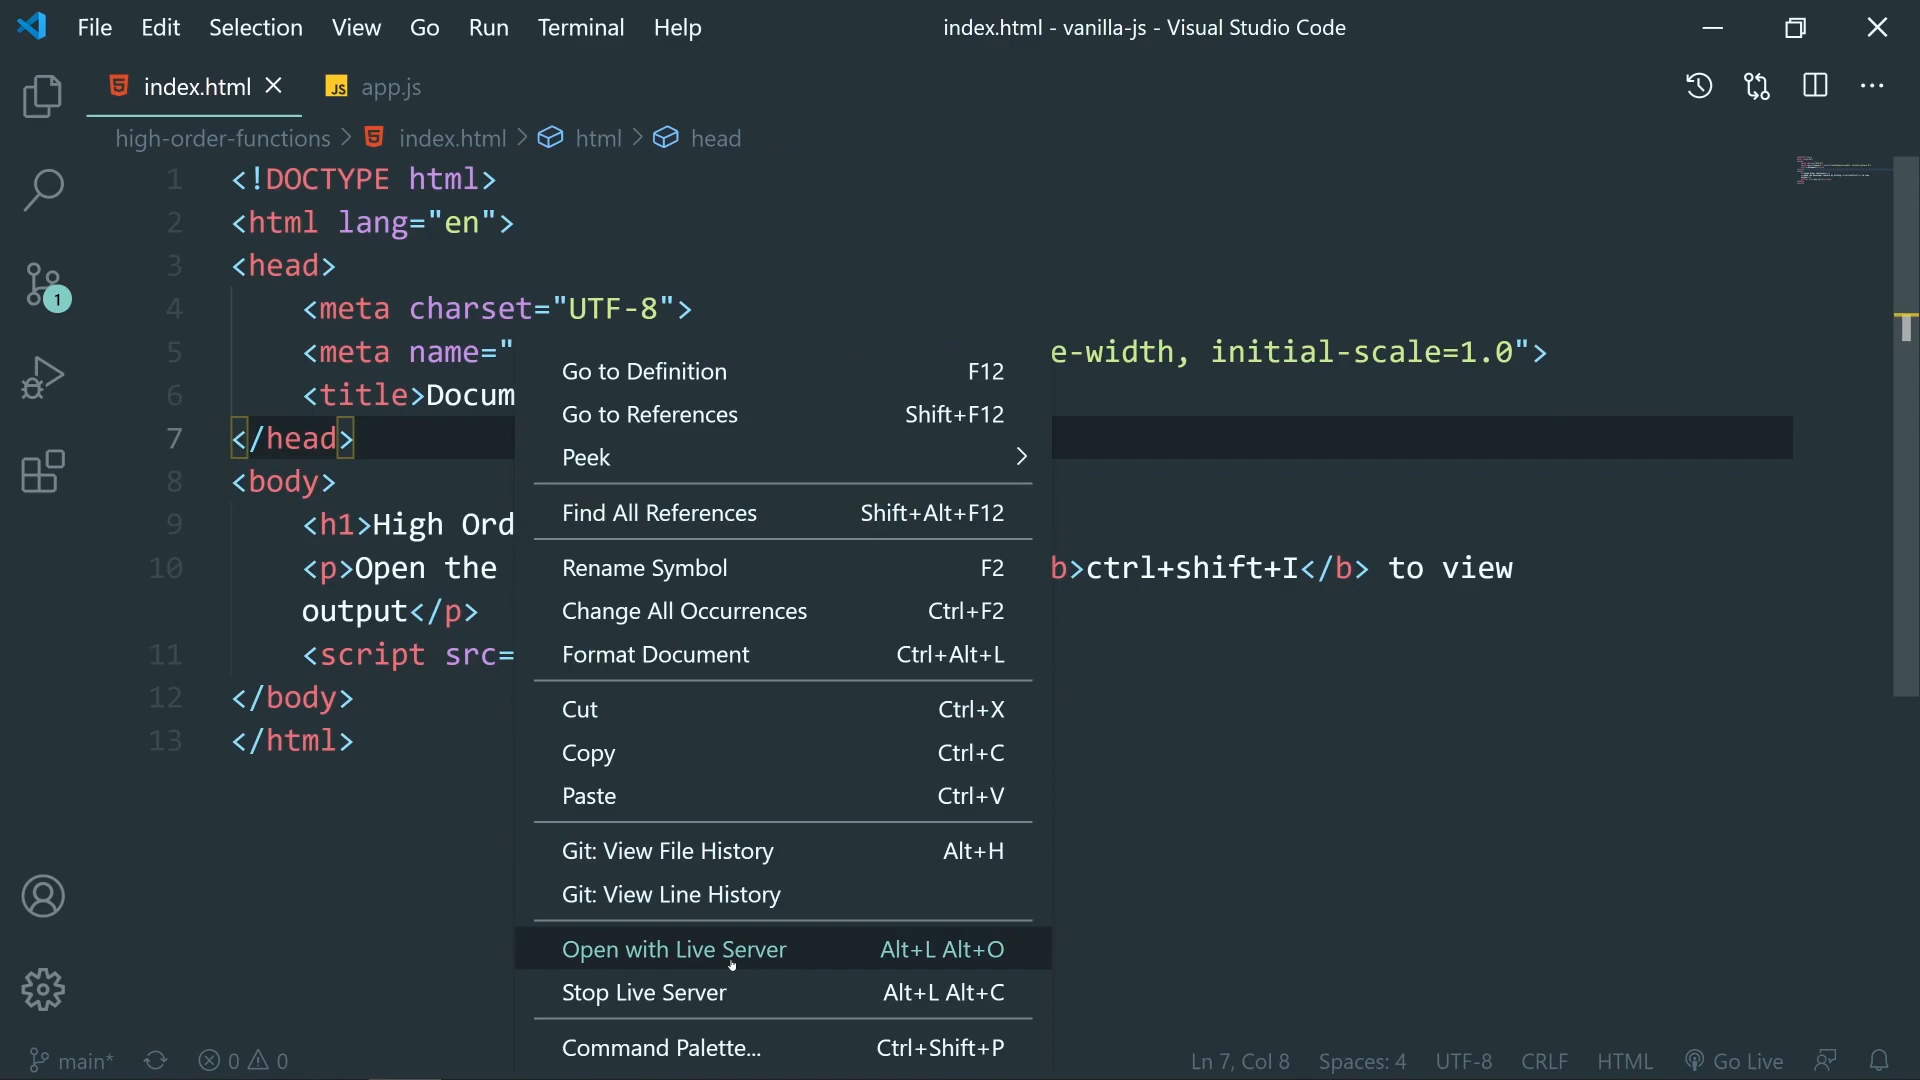 File Edit Selection View Go Run Terminal Help index.html - vanilla-js - Visual Studio Code
index.html JS app.js
high-order-functions > index.html > html > head
1 <!DOCTYPE html>
2 <html lang="en">
3 <head>
4 <meta charset="UTF-8">
5 <meta name=" e-width, initial-scale=1.0">
6 <title>Docum
7 </head>
8 <body>
9 <h1>High Ord
10 <p>Open the b>ctrl+shift+I</b> to view
output</p>
11 <script src=
12 </body>
13 </html>
1
Go to Definition F12
Go to References Shift+F12
Peek
Find All References Shift+Alt+F12
Rename Symbol F2
Change All Occurrences Ctrl+F2
Format Document Ctrl+Alt+L
Cut Ctrl+X
Copy Ctrl+C
Paste Ctrl+V
Git: View File History Alt+H
Git: View Line History
Open with Live Server Alt+L Alt+O
Stop Live Server Alt+L Alt+C
Command Palette... Ctrl+Shift+P
main* 0 0 Ln 7, Col 8 Spaces: 4 UTF-8 CRLF HTML Go Live